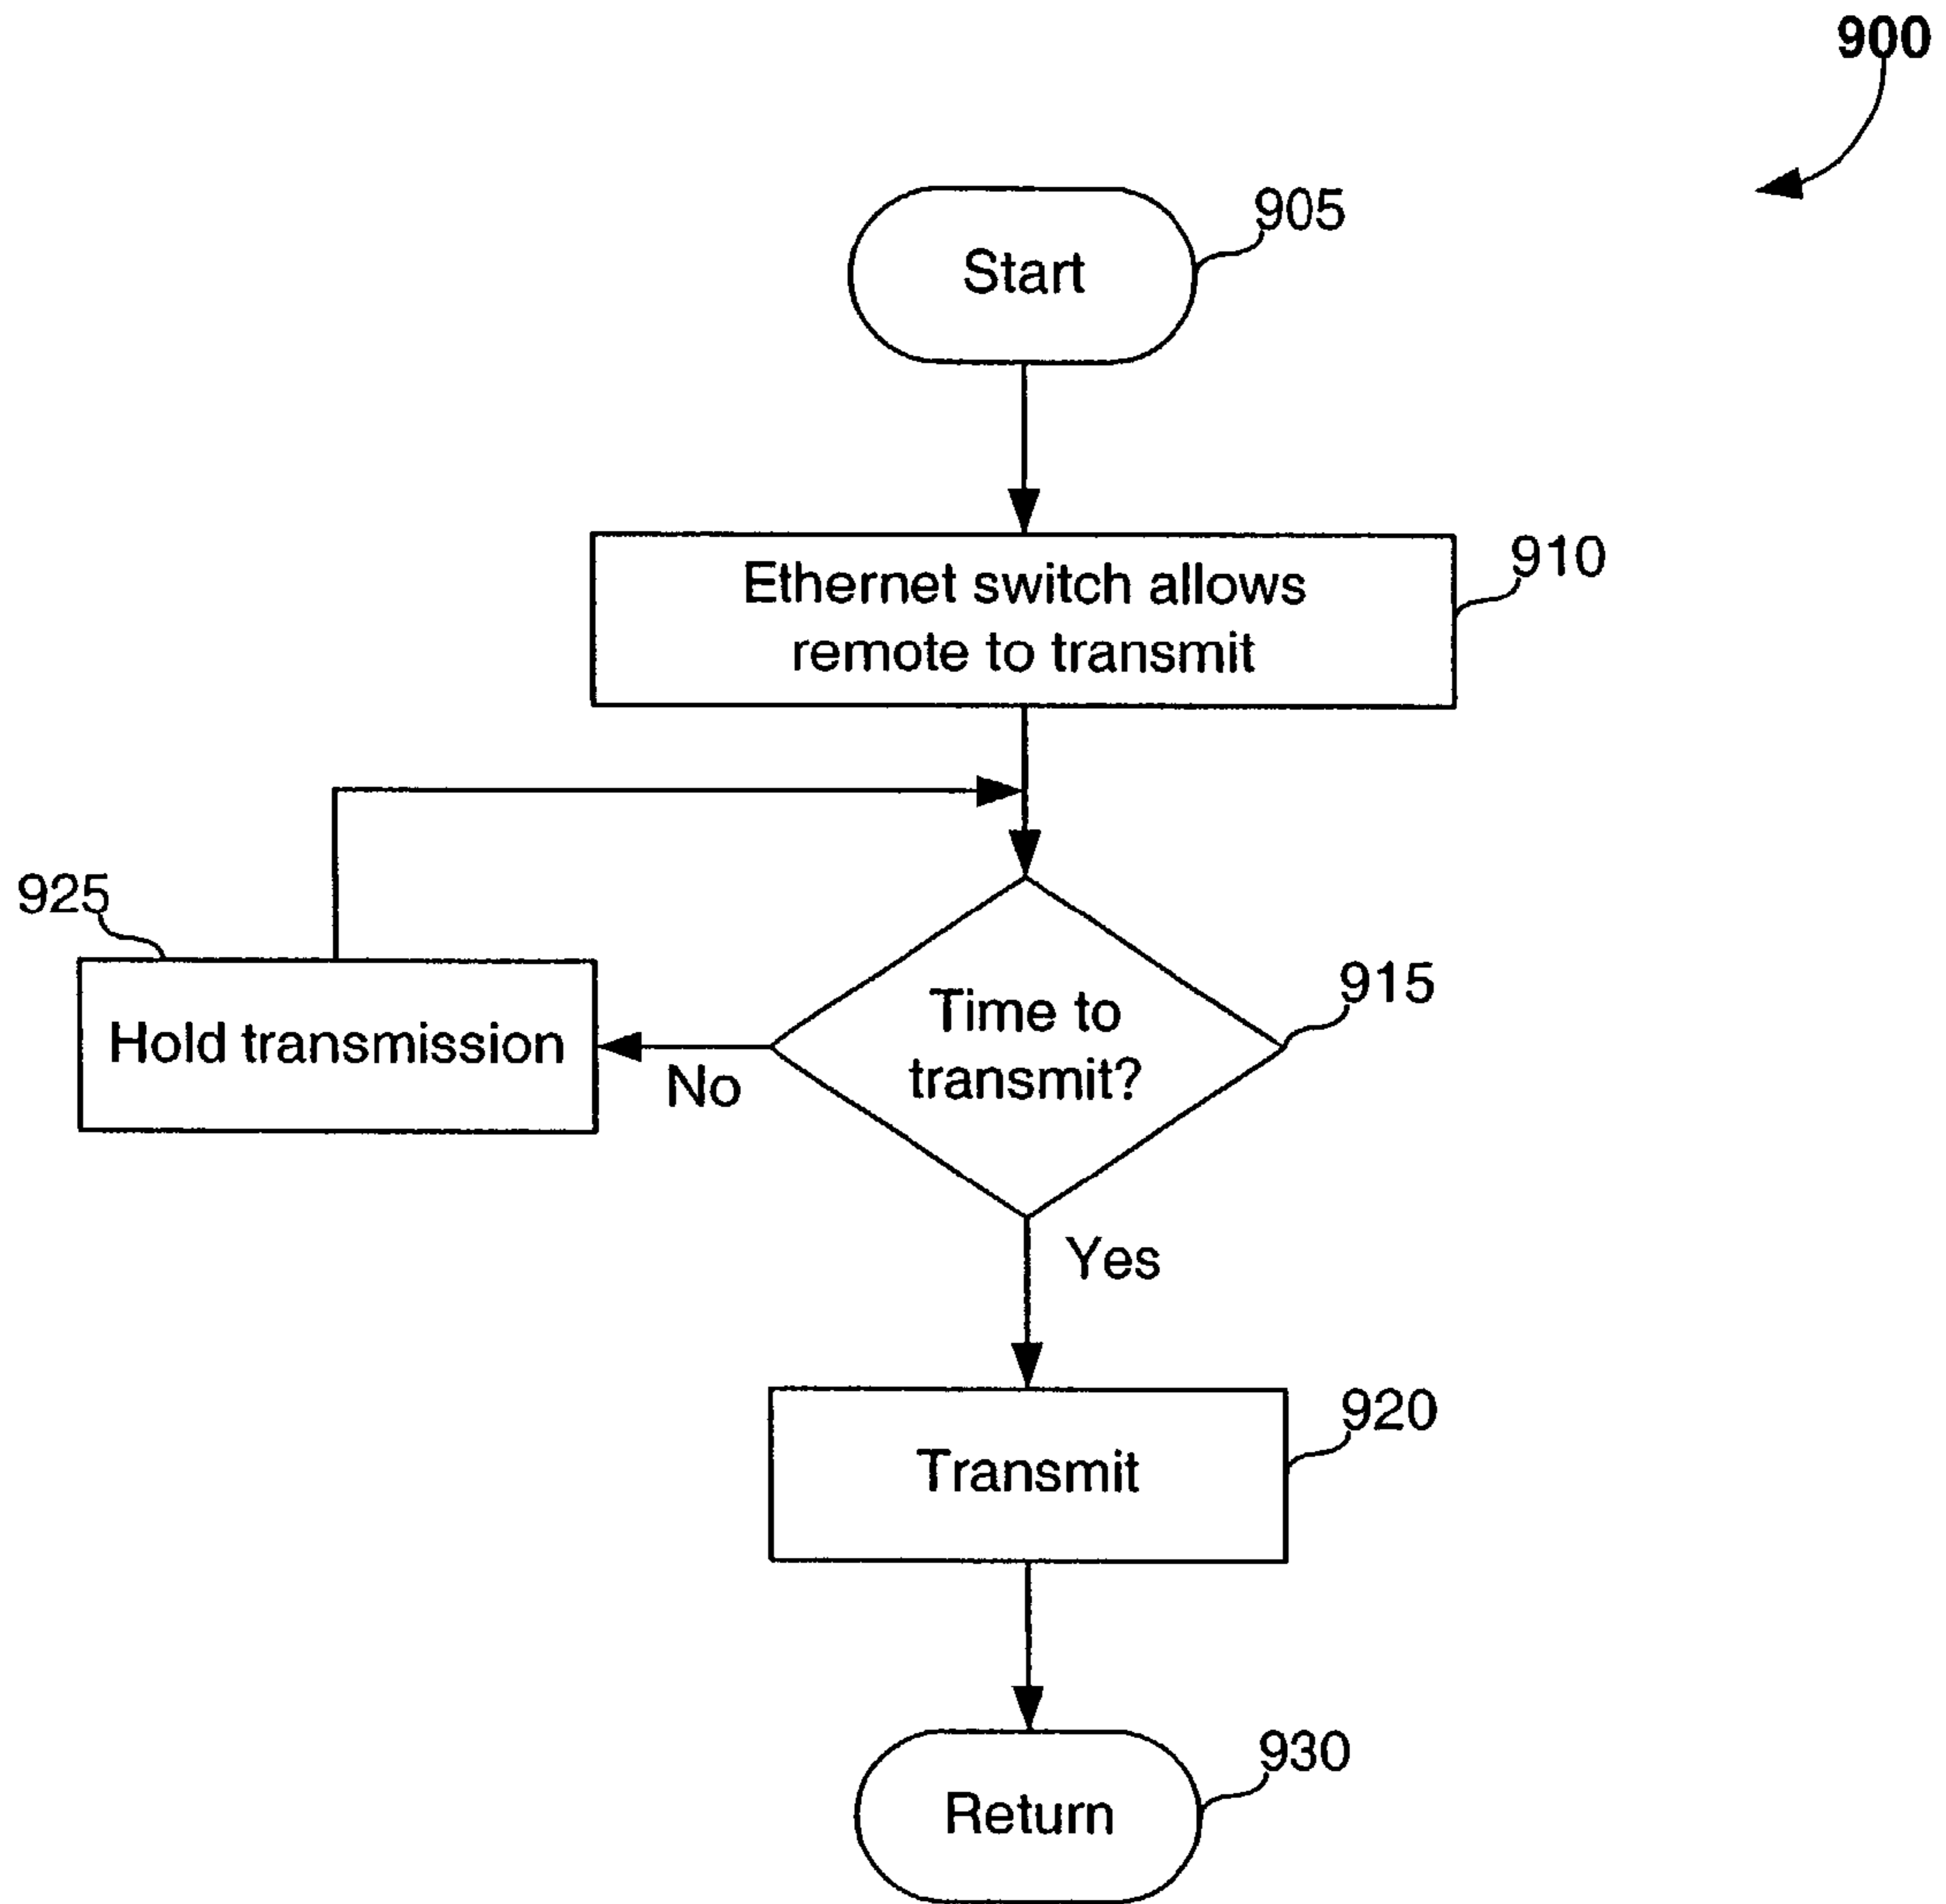 900
905
Start
910
Ethernet switch allows
remote to transmit
925
915
Time to
transmit?
Hold transmission
No
Yes
920
Transmit
930
Return